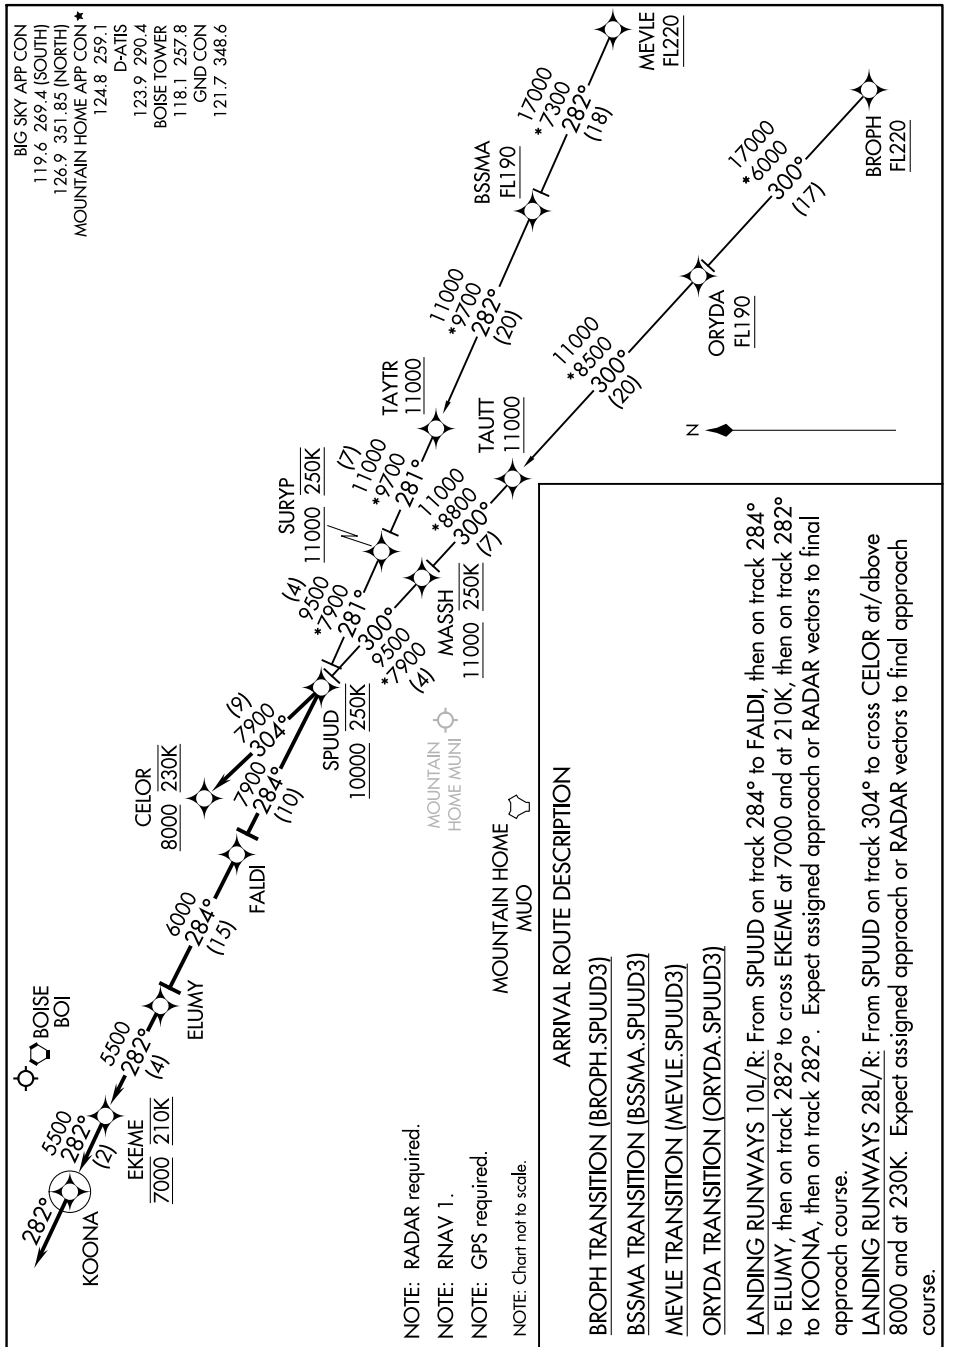 BIG SKY APP CON
119.6 269.4 (SOUTH)
126.9 351.85 (NORTH)
MOUNTAIN HOME APP CON ★
124.8 259.1
D-ATIS
123.9 290.4
BOISE TOWER
118.1 257.8
GND CON
121.7 348.6
MEVLE
FL220
17000
*7300
282°
(18)
BSSMA
FL190
11000
*9700
282°
(20)
TAYTR
11000
(7)
11000
*9700
281°
SURYP
11000 250K
(4)
9500
*7900
281°
BROPH
FL220
17000
*6000
300°
(17)
ORYDA
FL190
11000
*8500
300°
(20)
TAUTT
11000
11000
*8800
300°
(7)
MASSH
11000 250K
300°
9500
*7900
(4)
SPUUD
10000 250K
(9)
7900
304°
CELOR
8000 230K
7900
284°
(10)
FALDI
6000
284°
(15)
ELUMY
5500
282°
(4)
EKEME
7000 210K
5500
282°
(2)
KOONA
282°
BOISE
BOI
MOUNTAIN
HOME MUNI
MOUNTAIN HOME
MUO
N
NOTE: RADAR required.
NOTE: RNAV 1.
NOTE: GPS required.
NOTE: Chart not to scale.
ARRIVAL ROUTE DESCRIPTION
BROPH TRANSITION (BROPH.SPUUD3)
BSSMA TRANSITION (BSSMA.SPUUD3)
MEVLE TRANSITION (MEVLE.SPUUD3)
ORYDA TRANSITION (ORYDA.SPUUD3)
LANDING RUNWAYS 10L/R: From SPUUD on track 284° to FALDI, then on track 284°
to ELUMY, then on track 282° to cross EKEME at 7000 and at 210K, then on track 282°
to KOONA, then on track 282°. Expect assigned approach or RADAR vectors to final
approach course.
LANDING RUNWAYS 28L/R: From SPUUD on track 304° to cross CELOR at/above
8000 and at 230K. Expect assigned approach or RADAR vectors to final approach
course.